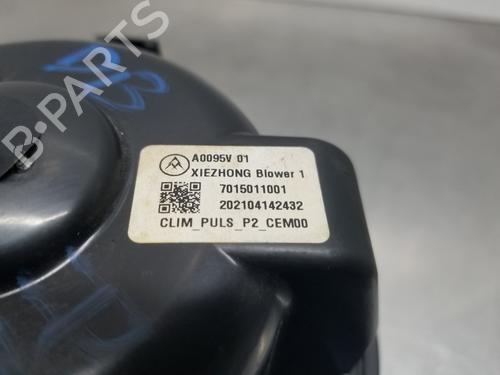 B-PARTS
A0095V 01
XIEZHONG Blower 1
7015011001
202104142432
CLIM_PULS_P2_CEM00